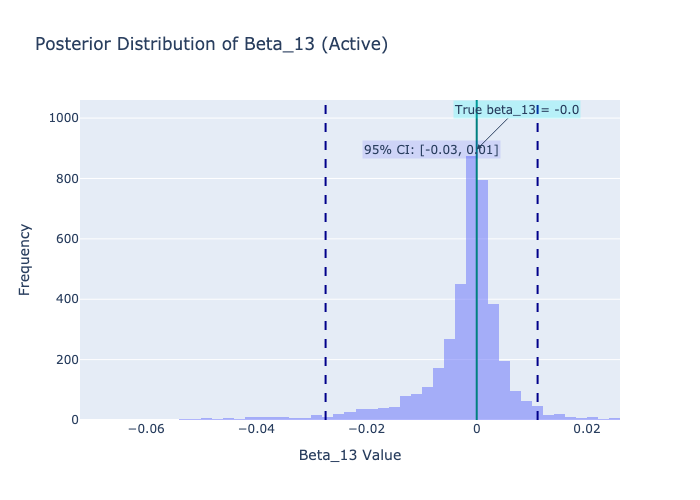 Posterior Distribution of Beta_13 (Active)
True beta_13 = -0.0
95% CI: [-0.03, 0.01]
1000
800
600
400
200
0
Frequency
−0.06
−0.04
−0.02
0
0.02
Beta_13 Value